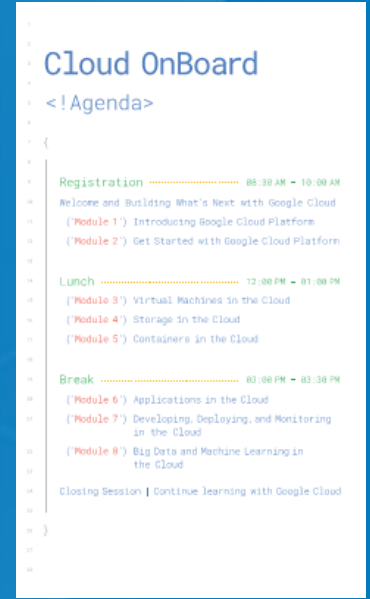 Cloud OnBoard
<!Agenda>
{
Registration 08:30 AM - 10:00 AM
Welcome and Building What's Next with Google Cloud
('Module 1') Introducing Google Cloud Platform
('Module 2') Get Started with Google Cloud Platform
Lunch 12:00 PM - 01:00 PM
('Module 3') Virtual Machines in the Cloud
('Module 4') Storage in the Cloud
('Module 5') Containers in the Cloud
Break 03:00 PM - 03:30 PM
('Module 6') Applications in the Cloud
('Module 7') Developing, Deploying, and Monitoring
in the Cloud
('Module 8') Big Data and Machine Learning in
the Cloud
Closing Session | Continue learning with Google Cloud
}